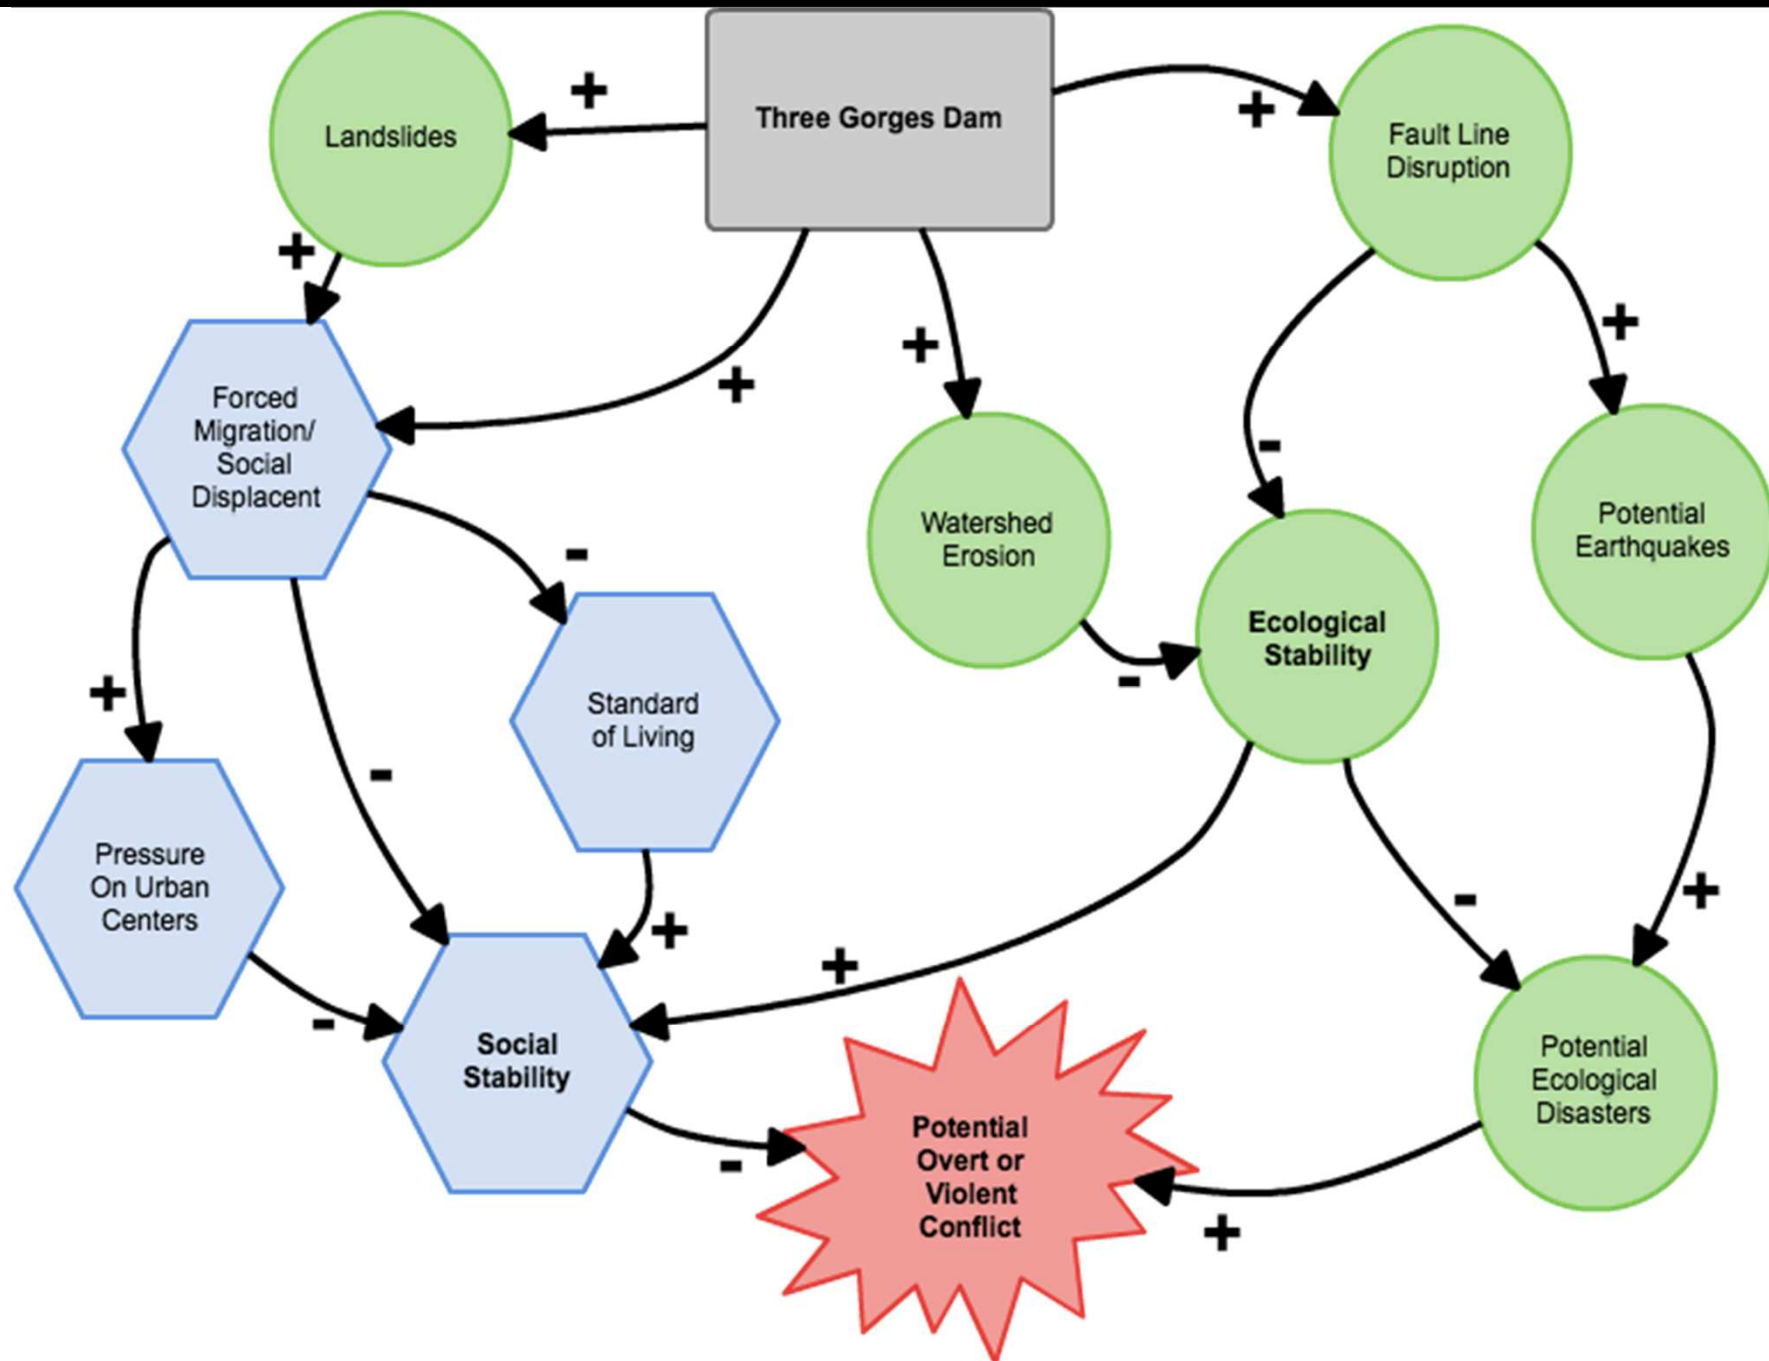 Three Gorges Dam
Landslides
+
+
Fault Line
Disruption
+
+
+
+
Forced
Migration/
Social
Displacent
-
-
Watershed
Erosion
Potential
Earthquakes
Ecological
Stability
-
Standard
of Living
+
-
-
+
+
Pressure
On Urban
Centers
-
+
Social
Stability
-
Potential
Overt or
Violent
Conflict
Potential
Ecological
Disasters
+